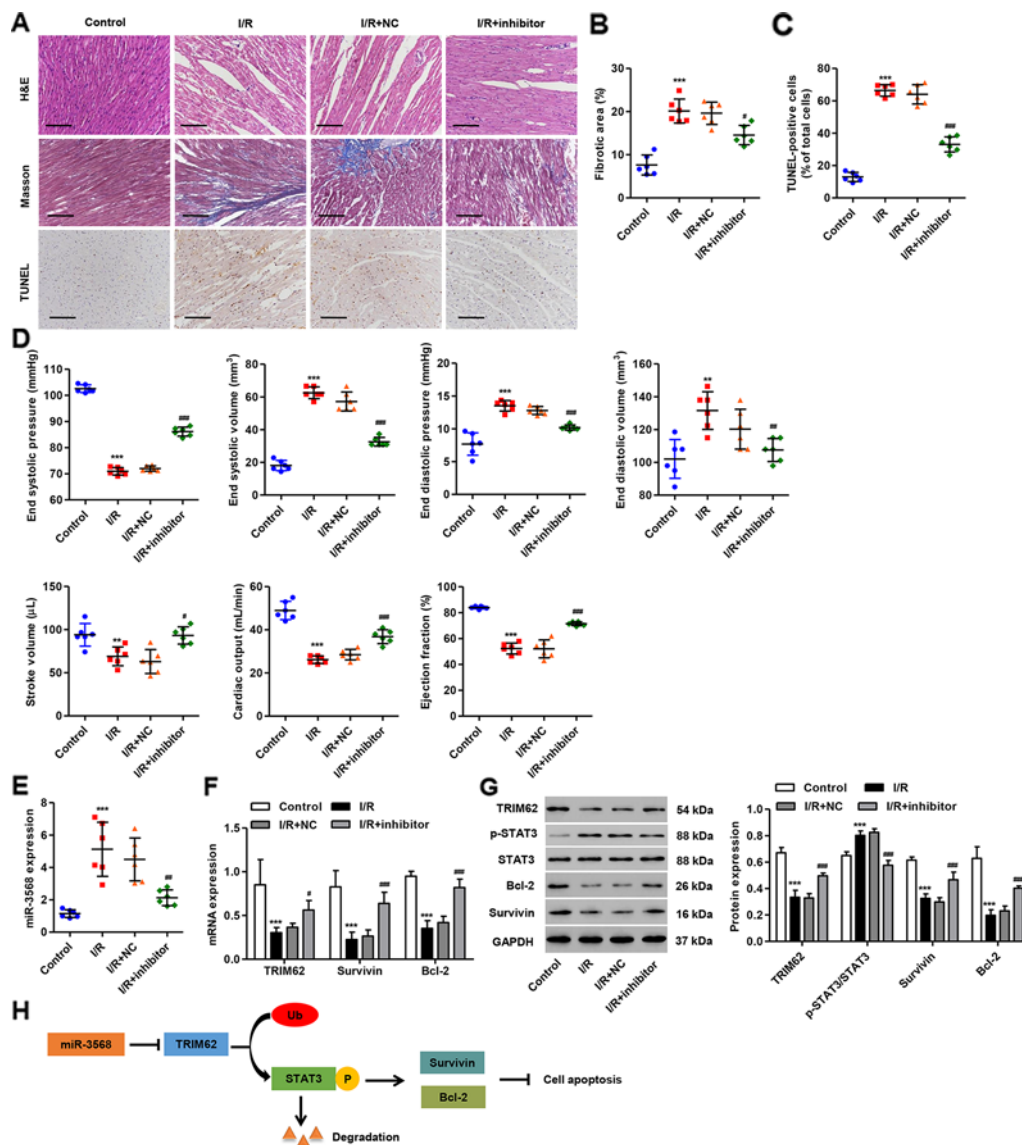 A
Control
I/R
I/R+NC
I/R+inhibitor
H&E
Masson
TUNEL
B
Fibrotic area (%)
30
20
10
0
***
#
Control
I/R
I/R+NC
I/R+inhibitor
C
TUNEL-positive cells
(% of total cells)
80
60
40
20
0
***
###
Control
I/R
I/R+NC
I/R+inhibitor
D
End systolic pressure (mmHg)
110
100
90
80
70
60
***
###
Control
I/R
I/R+NC
I/R+inhibitor
End systolic volume (mm3)
80
60
40
20
0
***
###
Control
I/R
I/R+NC
I/R+inhibitor
End diastolic pressure (mmHg)
20
15
10
5
0
***
###
Control
I/R
I/R+NC
I/R+inhibitor
End diastolic volume (mm3)
160
140
120
100
80
**
##
Control
I/R
I/R+NC
I/R+inhibitor
Stroke volume (μL)
150
100
50
0
**
#
Control
I/R
I/R+NC
I/R+inhibitor
Cardiac output (mL/min)
60
40
20
0
***
###
Control
I/R
I/R+NC
I/R+inhibitor
Ejection fraction (%)
100
80
60
40
20
0
***
###
Control
I/R
I/R+NC
I/R+inhibitor
E
miR-3568 expression
8
6
4
2
0
***
##
Control
I/R
I/R+NC
I/R+inhibitor
F
Control
I/R
I/R+NC
I/R+inhibitor
mRNA expression
1.5
1.0
0.5
0.0
***
#
***
###
***
###
TRIM62
Survivin
Bcl-2
G
TRIM62
54 kDa
p-STAT3
88 kDa
STAT3
88 kDa
Bcl-2
26 kDa
Survivin
16 kDa
GAPDH
37 kDa
Control
I/R
I/R+NC
I/R+inhibitor
Control
I/R
I/R+NC
I/R+inhibitor
Protein expression
1.0
0.8
0.6
0.4
0.2
0.0
***
###
***
###
***
###
***
###
TRIM62
p-STAT3/STAT3
Survivin
Bcl-2
H
miR-3568
TRIM62
Ub
STAT3
P
Survivin
Bcl-2
Cell apoptosis
Degradation